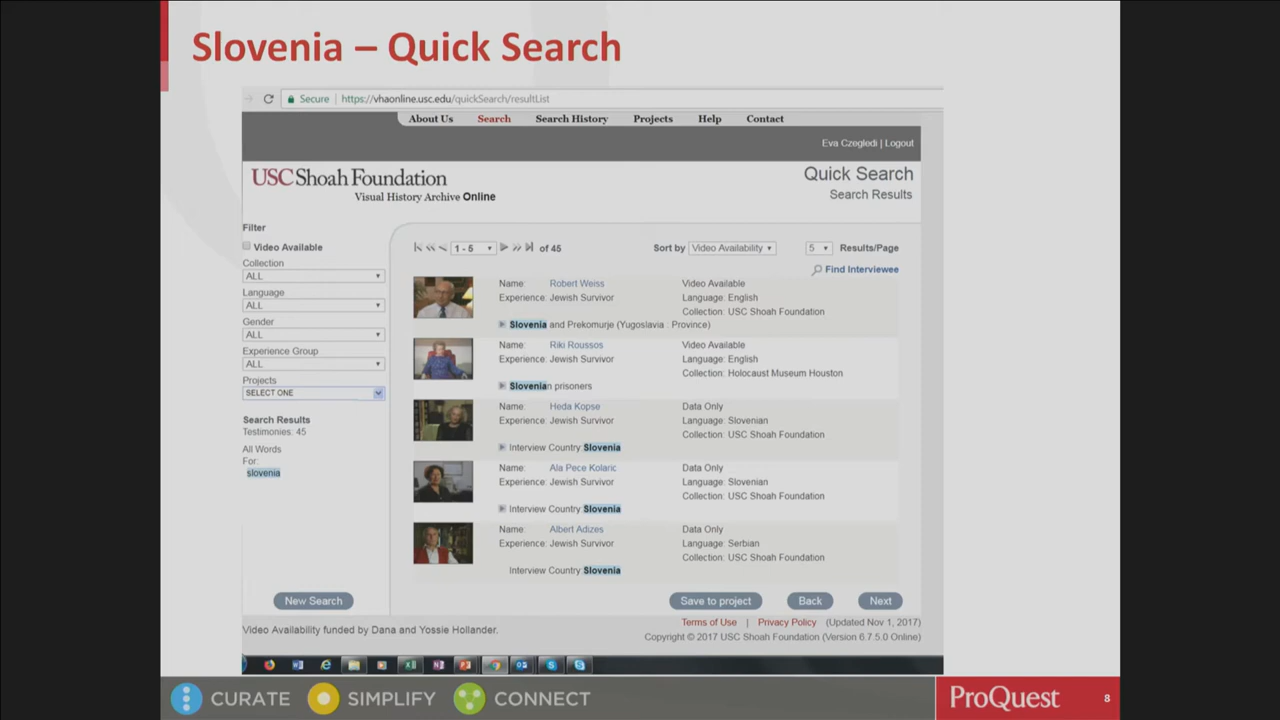 Slovenia – Quick Search
Secure | https://vhaonline.usc.edu/quickSearch/resultList
About Us Search Search History Projects Help Contact
Eva Czegledi | Logout
USC Shoah Foundation
Visual History Archive Online
Quick Search
Search Results
Filter
Video Available
Collection
ALL
Language
ALL
Gender
ALL
Experience Group
ALL
Projects
SELECT ONE
Search Results
Testimonies: 45
All Words
For:
slovenia
1 - 5 of 45
Sort by Video Availability 5 Results/Page
Find Interviewee
Name: Robert Weiss Video Available
Experience: Jewish Survivor Language: English
Collection: USC Shoah Foundation
Slovenia and Prekomurje (Yugoslavia : Province)
Name: Riki Roussos Video Available
Experience: Jewish Survivor Language: English
Collection: Holocaust Museum Houston
Slovenian prisoners
Name: Heda Kopse Data Only
Experience: Jewish Survivor Language: Slovenian
Collection: USC Shoah Foundation
Interview Country Slovenia
Name: Ala Pece Kolaric Data Only
Experience: Jewish Survivor Language: Slovenian
Collection: USC Shoah Foundation
Interview Country Slovenia
Name: Albert Adizes Data Only
Experience: Jewish Survivor Language: Serbian
Collection: USC Shoah Foundation
Interview Country Slovenia
New Search Save to project Back Next
Terms of Use | Privacy Policy (Updated Nov 1, 2017)
Video Availability funded by Dana and Yossie Hollander.
Copyright © 2017 USC Shoah Foundation (Version 6.7.5.0 Online)
CURATE SIMPLIFY CONNECT
ProQuest 8